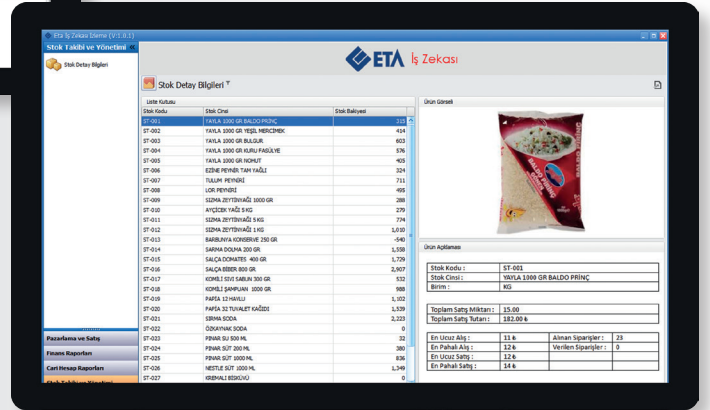 Eta İş Zekası İzleme (V:1.8.1)
Stok Takibi ve Yönetimi «
Stok Detay Bilgileri
ETA İş Zekası
Stok Detay Bilgileri
Liste Kutusu
Stok Kodu Stok Cinsi Stok Bakiyesi
ST-001 YAYLA 1000 GR BALDO PRİNÇ 315
ST-002 YAYLA 1000 GR YEŞİL MERCİMEK 414
ST-003 YAYLA 1000 GR BULGUR 603
ST-004 YAYLA 1000 GR KURU FASÜLYE 576
ST-005 YAYLA 1000 GR NOHUT 405
ST-006 EZİNE PEYNİR TAM YAĞLI 324
ST-007 TULUM PEYNİRİ 711
ST-008 LOR PEYNİRİ 495
ST-009 SIZMA ZEYTİNYAĞI 1000 GR 288
ST-010 AYÇİCEK YAĞI 5 KG 279
ST-011 SIZMA ZEYTİNYAĞI 5 KG 774
ST-012 SIZMA ZEYTİNYAĞI 1 KG 1,010
ST-013 BARBUNYA KONSERVE 250 GR -540
ST-014 SARMA DOLMA 200 GR. 1,558
ST-015 SALÇA DOMATES 400 GR 1,729
ST-016 SALÇA BİBER 800 GR 2,907
ST-017 KOMİLİ SIVI SABUN 300 GR 532
ST-018 KOMİLİ ŞAMPUAN 1000 GR 988
ST-019 PAPİA 12 HAVLU 1,102
ST-020 PAPİA 32 TUVALET KAĞIDI 1,539
ST-021 SIRMA SODA 2,223
ST-022 ÖZKAYNAK SODA 0
ST-023 PINAR SU 500 ML 32
ST-024 PINAR SÜT 200 ML 380
ST-025 PINAR SÜT 1000 ML 836
ST-026 NESTLE SÜT 1000 ML 1,349
ST-027 KREMALI BİSKÜVÜ 0
Pazarlama ve Satış
Finans Raporları
Cari Hesap Raporları
Stok Takibi ve Yönetimi
Ürün Görseli
BALDO PİRİNÇ
Ürün Açıklaması
Stok Kodu : ST-001
Stok Cinsi : YAYLA 1000 GR BALDO PRİNÇ
Birim : KG
Toplam Satış Miktarı : 15.00
Toplam Satış Tutarı : 182.00 ₺
En Ucuz Alış : 11 ₺ Alınan Siparişler : 23
En Pahalı Alış : 12 ₺ Verilen Siparişler : 0
En Ucuz Satış : 12 ₺
En Pahalı Satış : 14 ₺